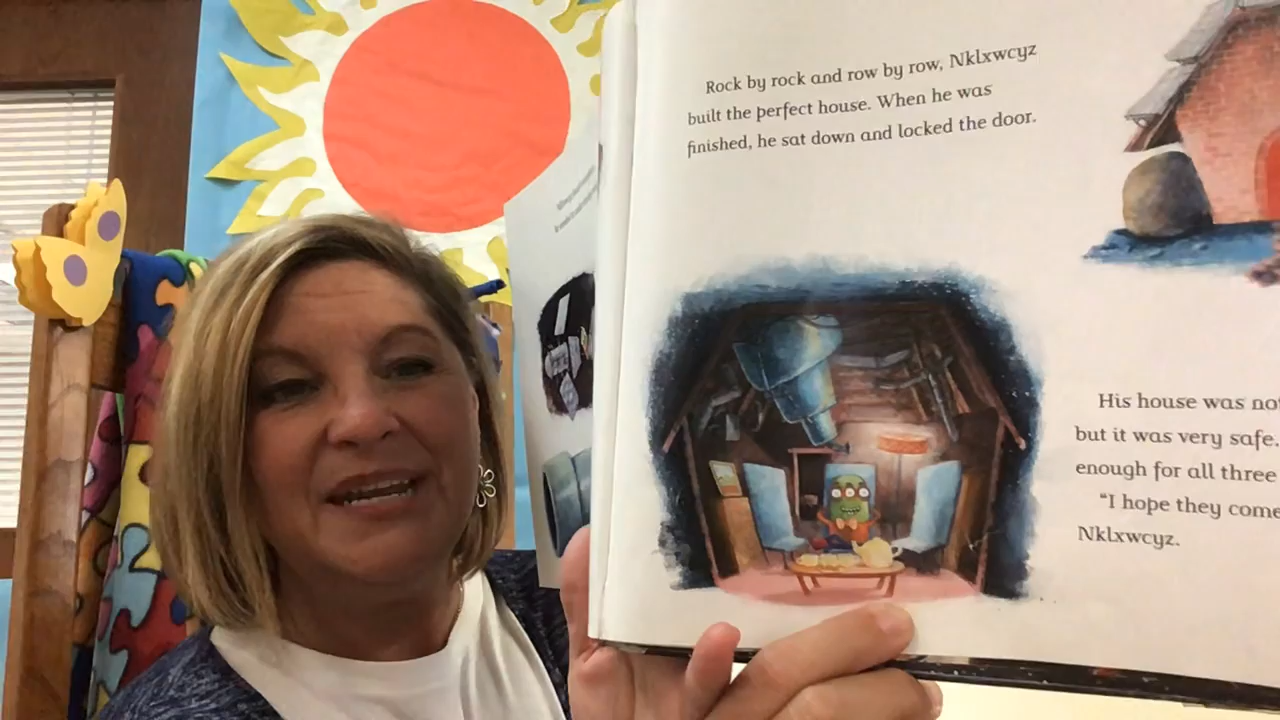 Rock by rock and row by row, Nklxwcyz
built the perfect house. When he was
finished, he sat down and locked the door.
His house was not
but it was very safe.
enough for all three
"I hope they come
Nklxwcyz.